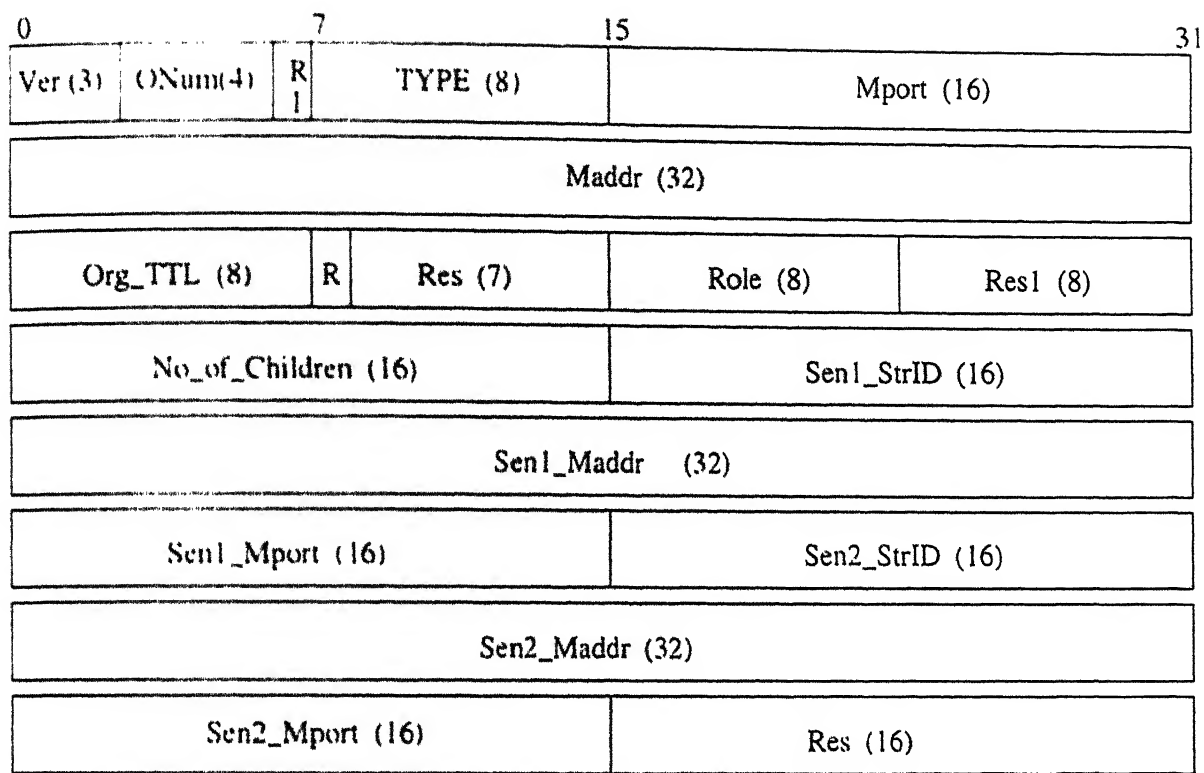 0 7 15 31
Ver (3) ONum(4) R1 TYPE (8) Mport (16)
Maddr (32)
Org_TTL (8) R Res (7) Role (8) Res1 (8)
No_of_Children (16) Sen1_StrID (16)
Sen1_Maddr (32)
Sen1_Mport (16) Sen2_StrID (16)
Sen2_Maddr (32)
Sen2_Mport (16) Res (16)